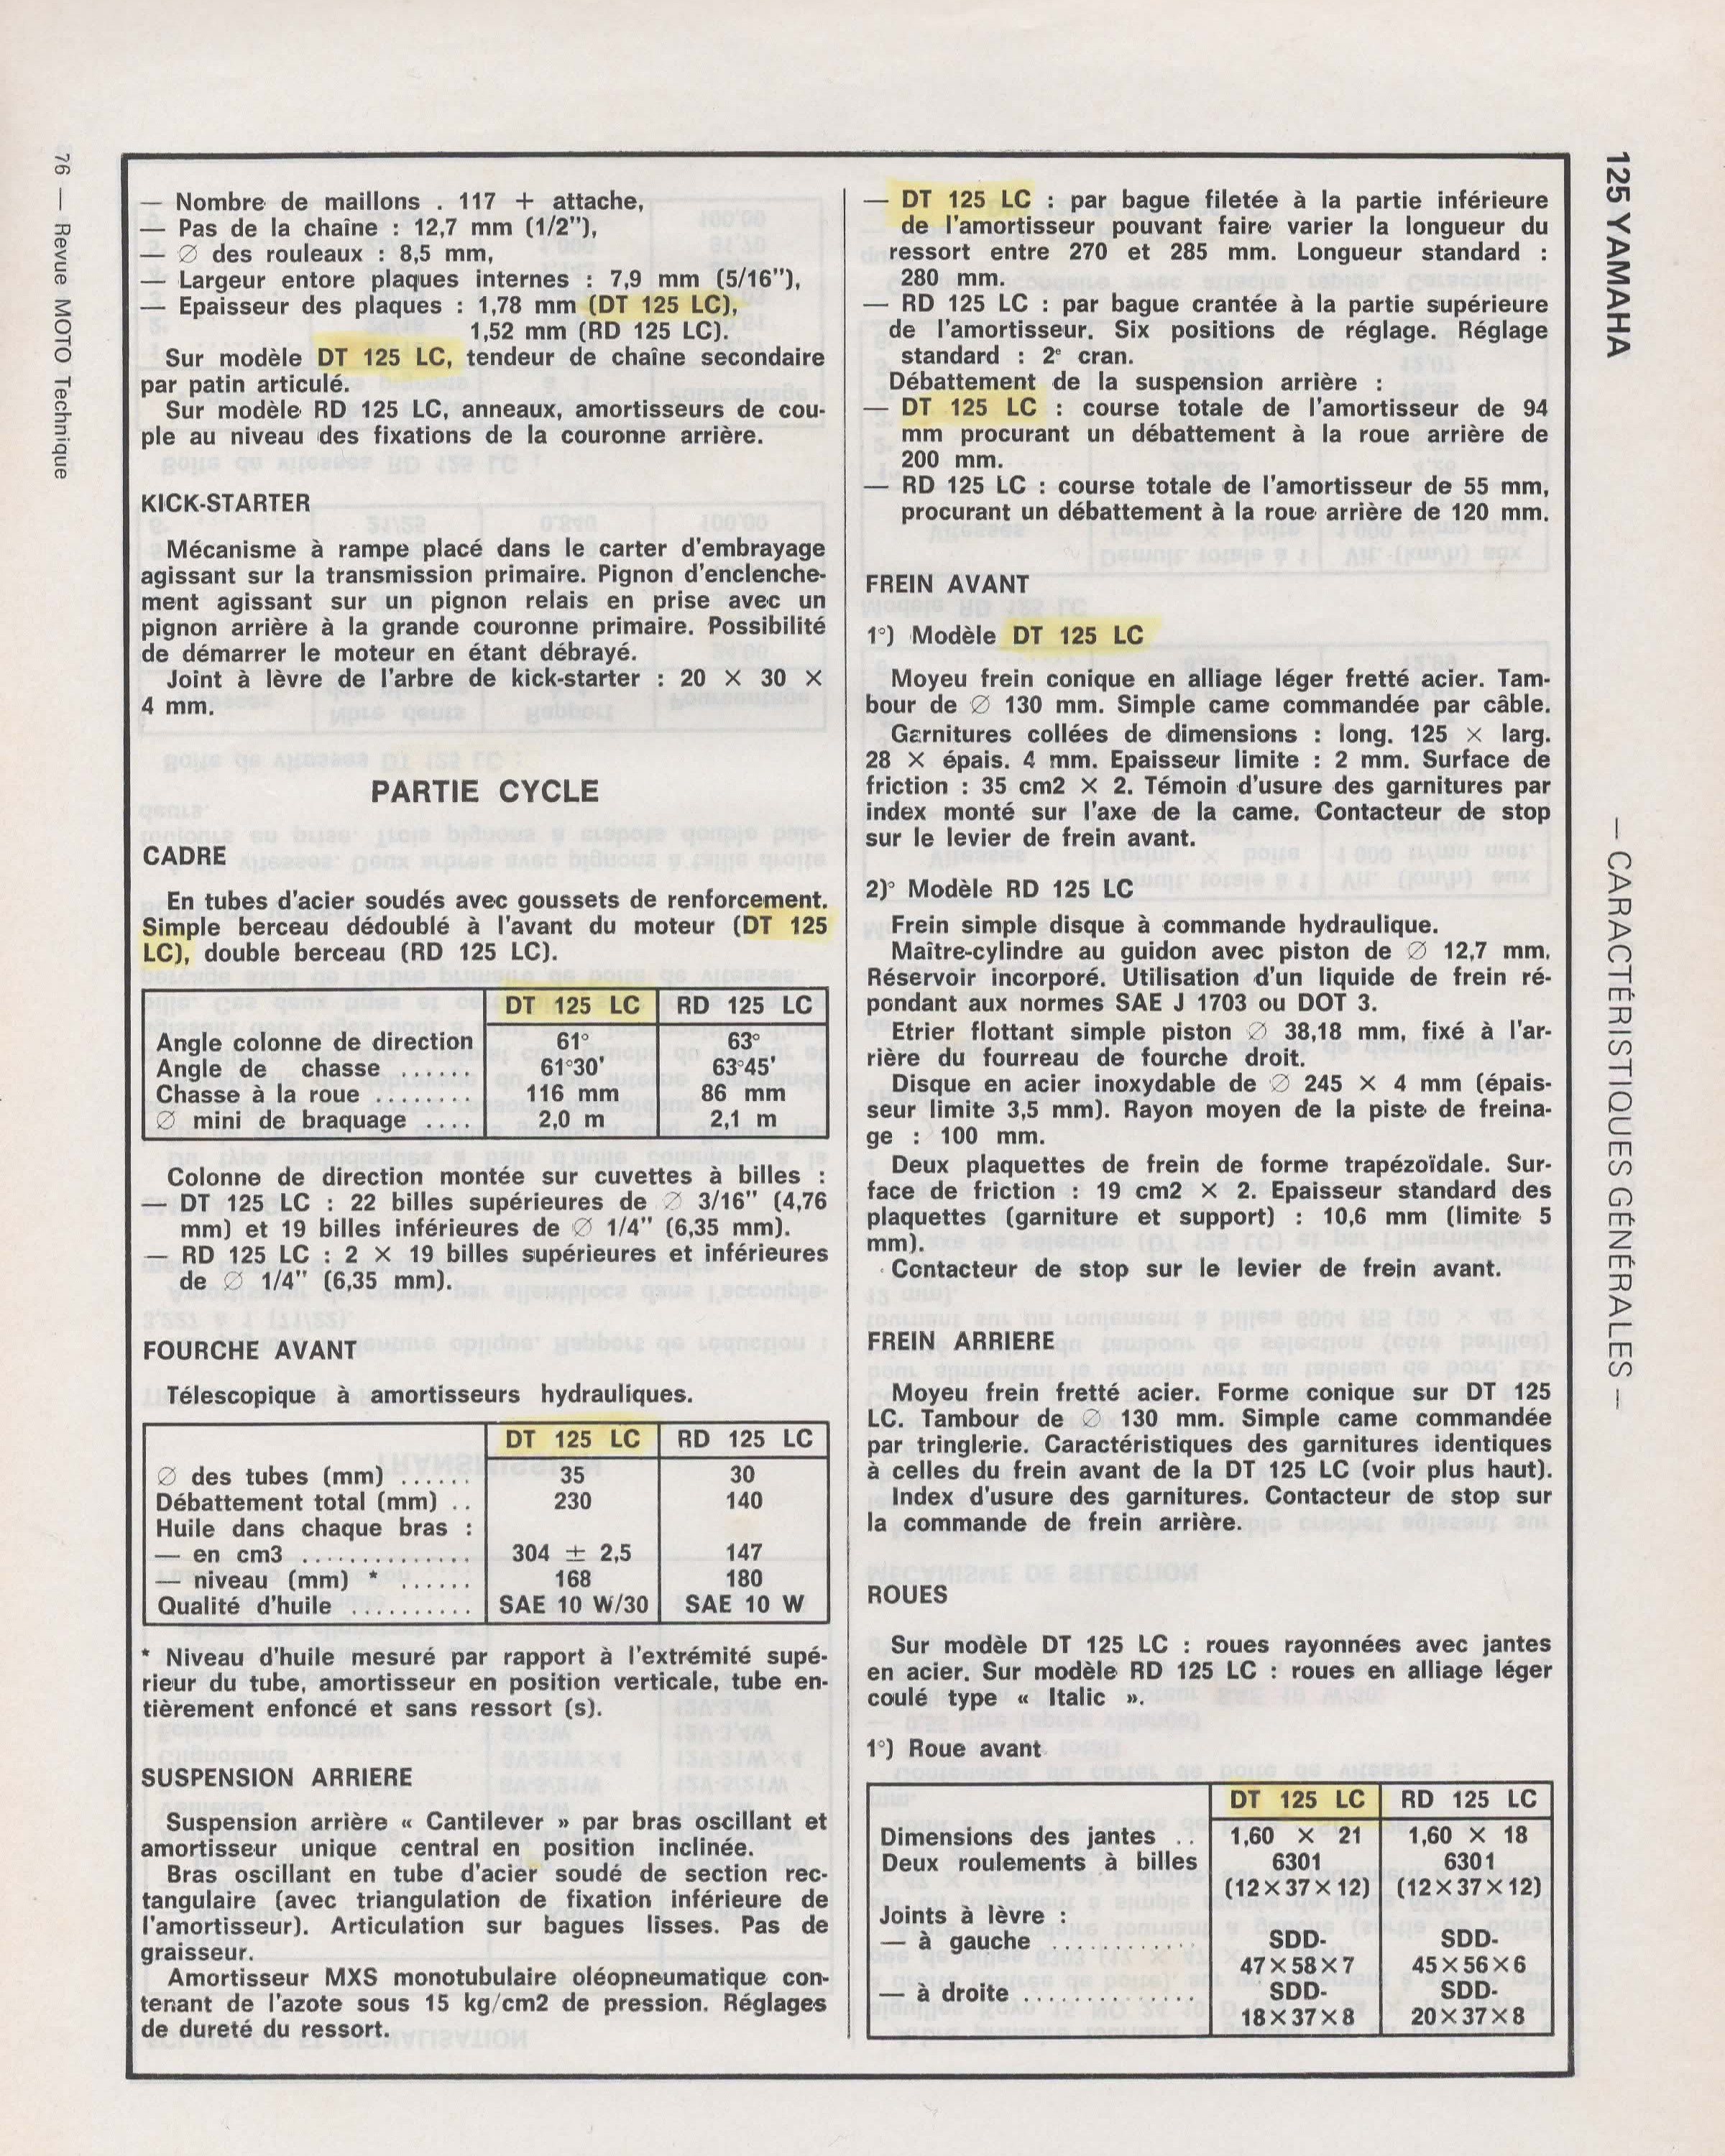 76 — Revue MOTO Technique
125 YAMAHA
— CARACTÉRISTIQUES GÉNÉRALES —
— Nombre de maillons . 117 + attache,
— Pas de la chaîne : 12,7 mm (1/2"),
— ∅ des rouleaux : 8,5 mm,
— Largeur entore plaques internes : 7,9 mm (5/16"),
— Epaisseur des plaques : 1,78 mm (DT 125 LC),
1,52 mm (RD 125 LC).
Sur modèle DT 125 LC, tendeur de chaîne secondaire
par patin articulé.
Sur modèle RD 125 LC, anneaux, amortisseurs de cou-
ple au niveau des fixations de la couronne arrière.
KICK-STARTER
Mécanisme à rampe placé dans le carter d'embrayage
agissant sur la transmission primaire. Pignon d'enclenche-
ment agissant sur un pignon relais en prise avec un
pignon arrière à la grande couronne primaire. Possibilité
de démarrer le moteur en étant débrayé.
Joint à lèvre de l'arbre de kick-starter : 20 × 30 ×
4 mm.
PARTIE CYCLE
CADRE
En tubes d'acier soudés avec goussets de renforcement.
Simple berceau dédoublé à l'avant du moteur (DT 125
LC), double berceau (RD 125 LC).
DT 125 LC RD 125 LC
Angle colonne de direction 61° 63°
Angle de chasse ...... 61°30' 63°45'
Chasse à la roue ........ 116 mm 86 mm
∅ mini de braquage .... 2,0 m 2,1 m
Colonne de direction montée sur cuvettes à billes :
— DT 125 LC : 22 billes supérieures de ∅ 3/16" (4,76
mm) et 19 billes inférieures de ∅ 1/4" (6,35 mm).
— RD 125 LC : 2 × 19 billes supérieures et inférieures
de ∅ 1/4" (6,35 mm).
FOURCHE AVANT
Télescopique à amortisseurs hydrauliques.
DT 125 LC RD 125 LC
∅ des tubes (mm) ...... 35 30
Débattement total (mm) .. 230 140
Huile dans chaque bras :
— en cm3 .............. 304 ± 2,5 147
— niveau (mm) * ...... 168 180
Qualité d'huile .......... SAE 10 W/30 SAE 10 W
* Niveau d'huile mesuré par rapport à l'extrémité supé-
rieur du tube, amortisseur en position verticale, tube en-
tièrement enfoncé et sans ressort (s).
SUSPENSION ARRIERE
Suspension arrière « Cantilever » par bras oscillant et
amortisseur unique central en position inclinée.
Bras oscillant en tube d'acier soudé de section rec-
tangulaire (avec triangulation de fixation inférieure de
l'amortisseur). Articulation sur bagues lisses. Pas de
graisseur.
Amortisseur MXS monotubulaire oléopneumatique con-
tenant de l'azote sous 15 kg/cm2 de pression. Réglages
de dureté du ressort.
— DT 125 LC : par bague filetée à la partie inférieure
de l'amortisseur pouvant faire varier la longueur du
ressort entre 270 et 285 mm. Longueur standard :
280 mm.
— RD 125 LC : par bague crantée à la partie supérieure
de l'amortisseur. Six positions de réglage. Réglage
standard : 2e cran.
Débattement de la suspension arrière :
— DT 125 LC : course totale de l'amortisseur de 94
mm procurant un débattement à la roue arrière de
200 mm.
— RD 125 LC : course totale de l'amortisseur de 55 mm,
procurant un débattement à la roue arrière de 120 mm.
FREIN AVANT
1°) Modèle DT 125 LC
Moyeu frein conique en alliage léger fretté acier. Tam-
bour de ∅ 130 mm. Simple came commandée par câble.
Garnitures collées de dimensions : long. 125 × larg.
28 × épais. 4 mm. Epaisseur limite : 2 mm. Surface de
friction : 35 cm2 × 2. Témoin d'usure des garnitures par
index monté sur l'axe de la came. Contacteur de stop
sur le levier de frein avant.
2)° Modèle RD 125 LC
Frein simple disque à commande hydraulique.
Maître-cylindre au guidon avec piston de ∅ 12,7 mm.
Réservoir incorporé. Utilisation d'un liquide de frein ré-
pondant aux normes SAE J 1703 ou DOT 3.
Etrier flottant simple piston ∅ 38,18 mm, fixé à l'ar-
rière du fourreau de fourche droit.
Disque en acier inoxydable de ∅ 245 × 4 mm (épais-
seur limite 3,5 mm). Rayon moyen de la piste de freina-
ge : 100 mm.
Deux plaquettes de frein de forme trapézoïdale. Sur-
face de friction : 19 cm2 × 2. Epaisseur standard des
plaquettes (garniture et support) : 10,6 mm (limite 5
mm).
Contacteur de stop sur le levier de frein avant.
FREIN ARRIERE
Moyeu frein fretté acier. Forme conique sur DT 125
LC. Tambour de ∅ 130 mm. Simple came commandée
par tringlerie. Caractéristiques des garnitures identiques
à celles du frein avant de la DT 125 LC (voir plus haut).
Index d'usure des garnitures. Contacteur de stop sur
la commande de frein arrière.
ROUES
Sur modèle DT 125 LC : roues rayonnées avec jantes
en acier. Sur modèle RD 125 LC : roues en alliage léger
coulé type « Italic ».
1°) Roue avant
DT 125 LC RD 125 LC
Dimensions des jantes .. 1,60 × 21 1,60 × 18
Deux roulements à billes 6301 6301
(12×37×12) (12×37×12)
Joints à lèvre :
— à gauche ............. SDD- SDD-
47×58×7 45×56×6
— à droite ............... SDD- SDD-
18×37×8 20×37×8